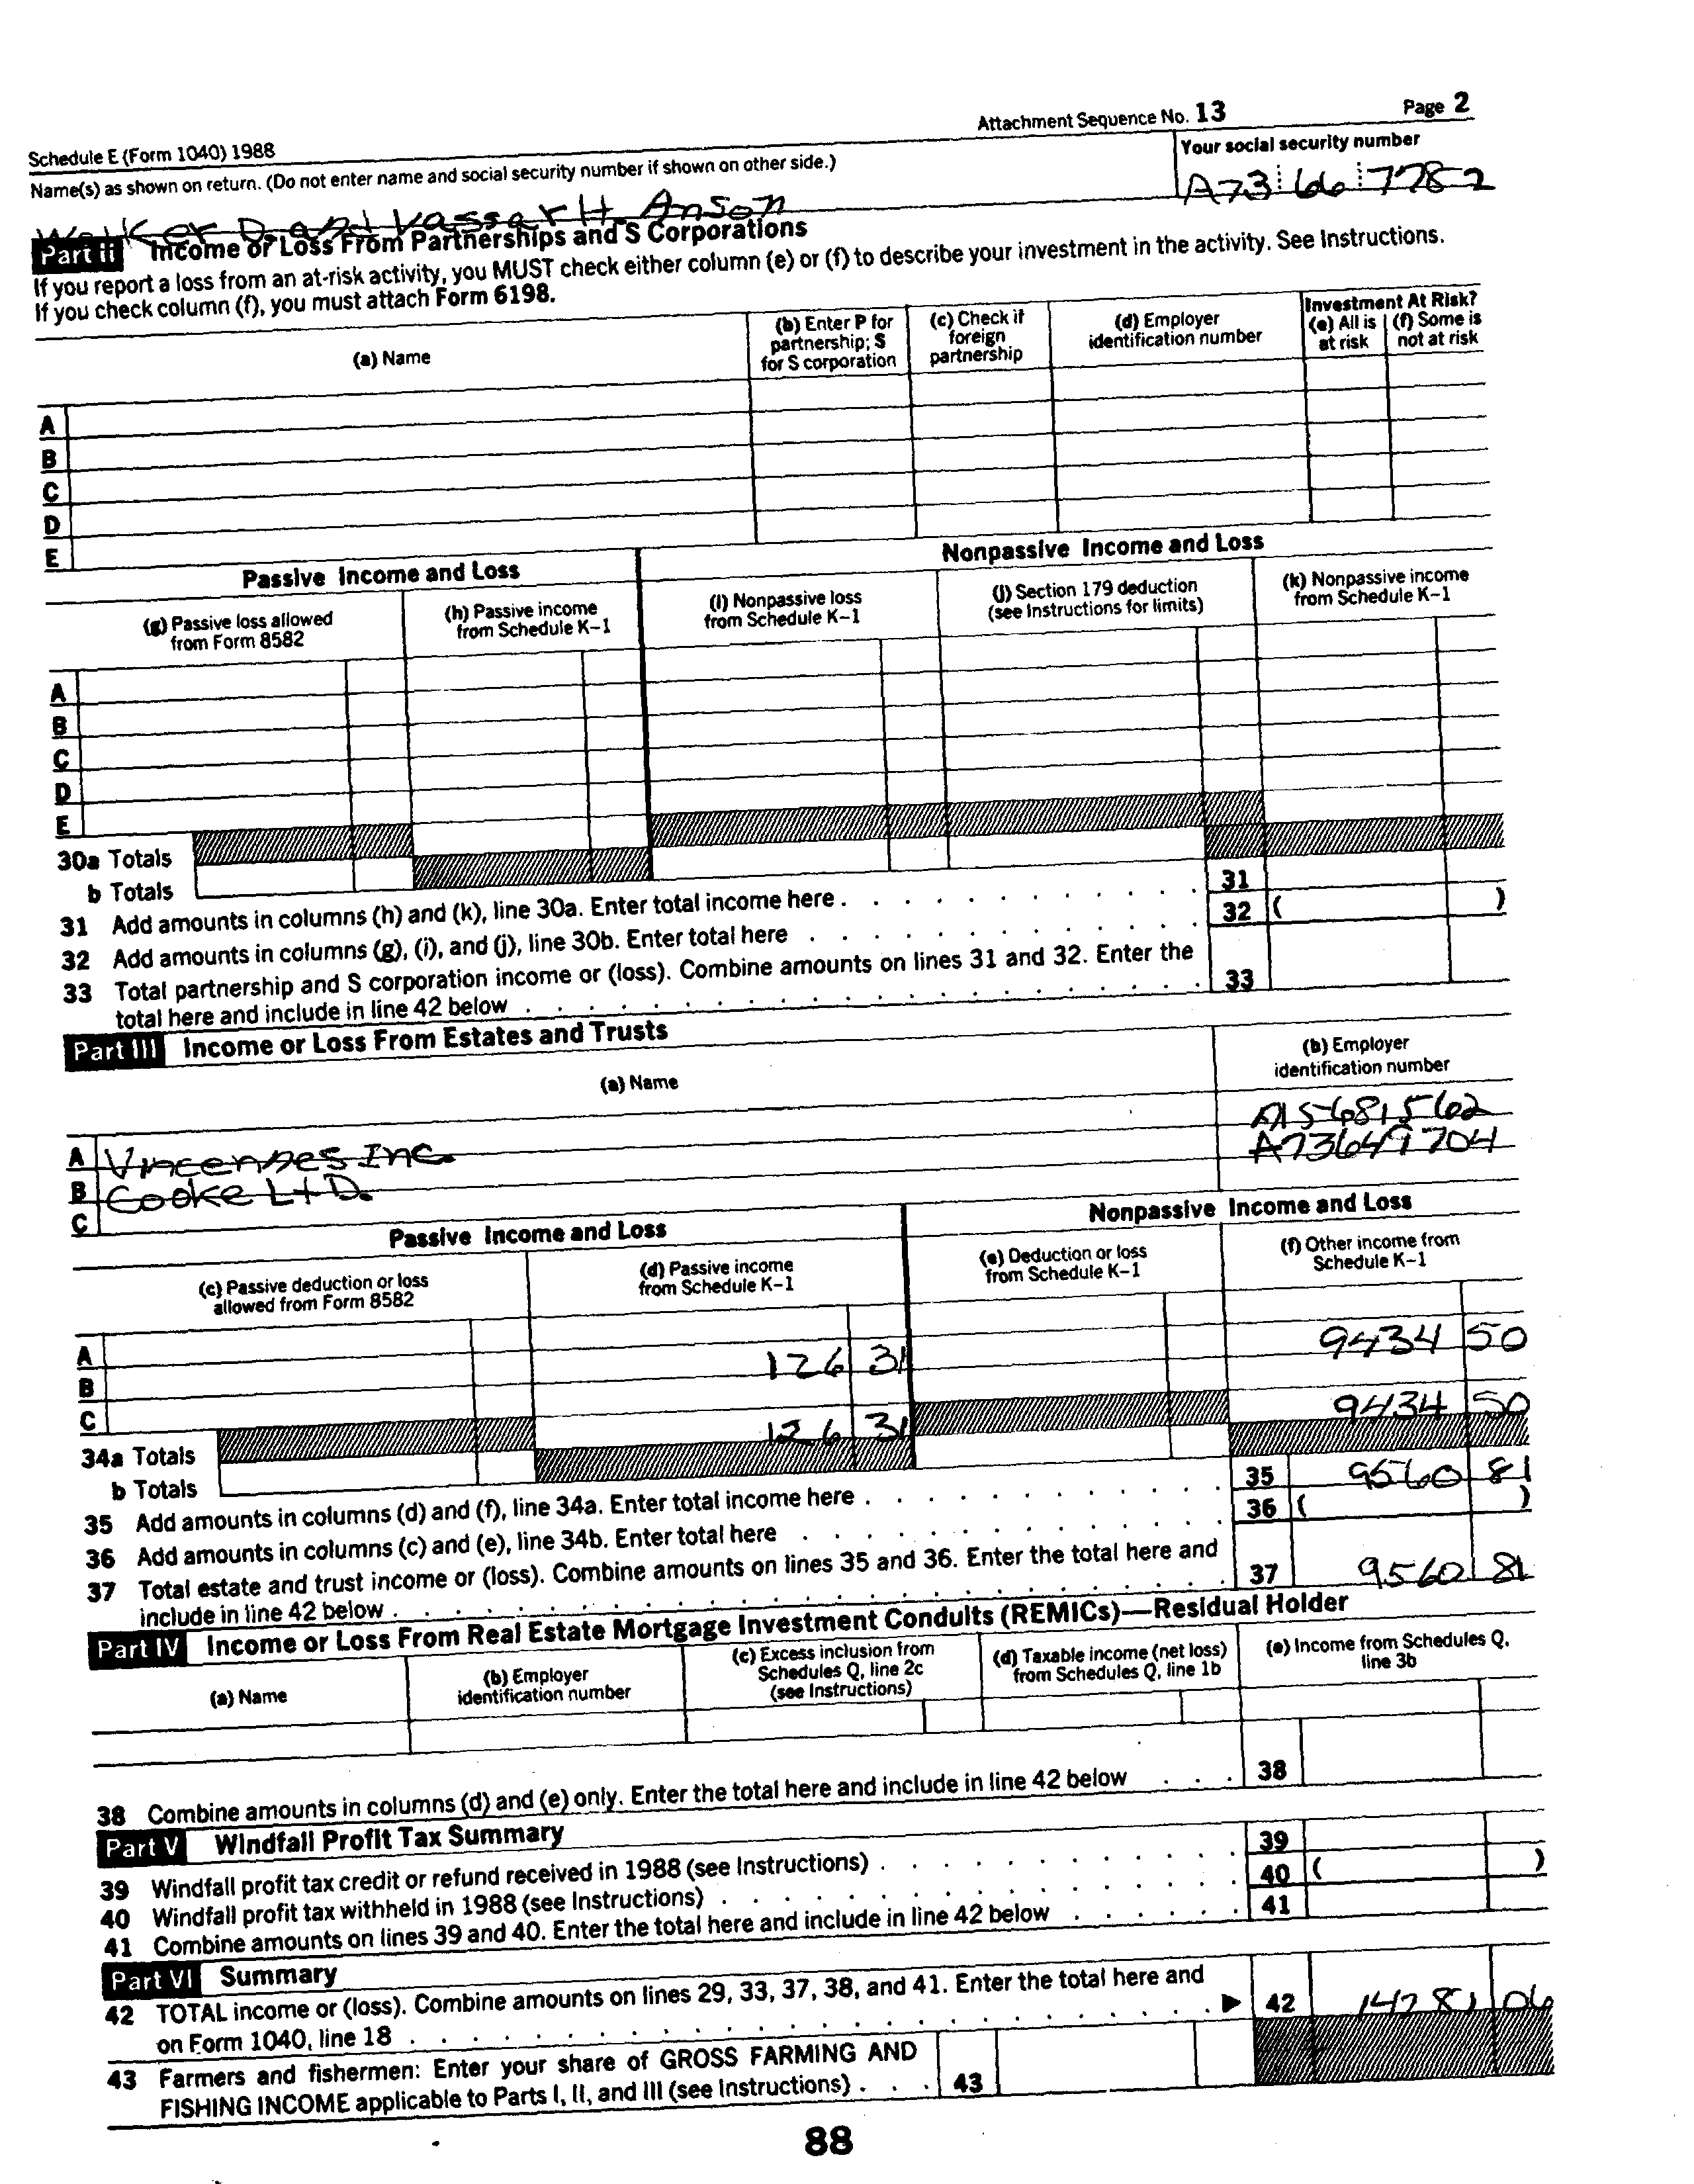 Attachment Sequence No. 13 Page 2
Schedule E (Form 1040) 1988
Name(s) as shown on return. (Do not enter name and social security number if shown on other side.) Your social security number
Walker D. and Vassar H. Anson A73 66 7782
Part II Income or Loss From Partnerships and S Corporations
If you report a loss from an at-risk activity, you MUST check either column (e) or (f) to describe your investment in the activity. See Instructions.
If you check column (f), you must attach Form 6198.
(a) Name
(b) Enter P for partnership; S for S corporation
(c) Check if foreign partnership
(d) Employer identification number
Investment At Risk?
(e) All is at risk
(f) Some is not at risk
A
B
C
D
E
Passive Income and Loss Nonpassive Income and Loss
(g) Passive loss allowed from Form 8582
(h) Passive income from Schedule K–1
(i) Nonpassive loss from Schedule K–1
(j) Section 179 deduction (see Instructions for limits)
(k) Nonpassive income from Schedule K–1
A
B
C
D
E
30a Totals
b Totals
31 Add amounts in columns (h) and (k), line 30a. Enter total income here . 31
32 Add amounts in columns (g), (i), and (j), line 30b. Enter total here . 32 ( )
33 Total partnership and S corporation income or (loss). Combine amounts on lines 31 and 32. Enter the
total here and include in line 42 below . 33
Part III Income or Loss From Estates and Trusts
(a) Name
(b) Employer identification number
A Vincennes Inc. A15681562
B Cooke LtD. A73649704
C
Passive Income and Loss Nonpassive Income and Loss
(c) Passive deduction or loss allowed from Form 8582
(d) Passive income from Schedule K–1
(e) Deduction or loss from Schedule K–1
(f) Other income from Schedule K–1
A 9434 50
B 126 31
C
34a Totals 126 31 9434 50
b Totals
35 Add amounts in columns (d) and (f), line 34a. Enter total income here . 35 9560 81
36 Add amounts in columns (c) and (e), line 34b. Enter total here . 36 ( )
37 Total estate and trust income or (loss). Combine amounts on lines 35 and 36. Enter the total here and
include in line 42 below . 37 9560 81
Part IV Income or Loss From Real Estate Mortgage Investment Conduits (REMICs)—Residual Holder
(a) Name
(b) Employer identification number
(c) Excess inclusion from Schedules Q, line 2c (see Instructions)
(d) Taxable income (net loss) from Schedules Q, line 1b
(e) Income from Schedules Q, line 3b
38 Combine amounts in columns (d) and (e) only. Enter the total here and include in line 42 below . 38
Part V Windfall Profit Tax Summary
39 Windfall profit tax credit or refund received in 1988 (see Instructions) . 39
40 Windfall profit tax withheld in 1988 (see Instructions) . 40 ( )
41 Combine amounts on lines 39 and 40. Enter the total here and include in line 42 below . 41
Part VI Summary
42 TOTAL income or (loss). Combine amounts on lines 29, 33, 37, 38, and 41. Enter the total here and
on Form 1040, line 18 . ▶ 42 14281 06
43 Farmers and fishermen: Enter your share of GROSS FARMING AND
FISHING INCOME applicable to Parts I, II, and III (see Instructions) . 43
88